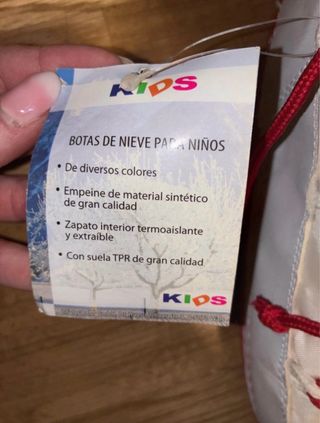 KIDS
BOTAS DE NIEVE PARA NIÑOS
• De diversos colores
• Empeine de material sintético
de gran calidad
• Zapato interior termoaislante
y extraíble
• Con suela TPR de gran calidad
KIDS